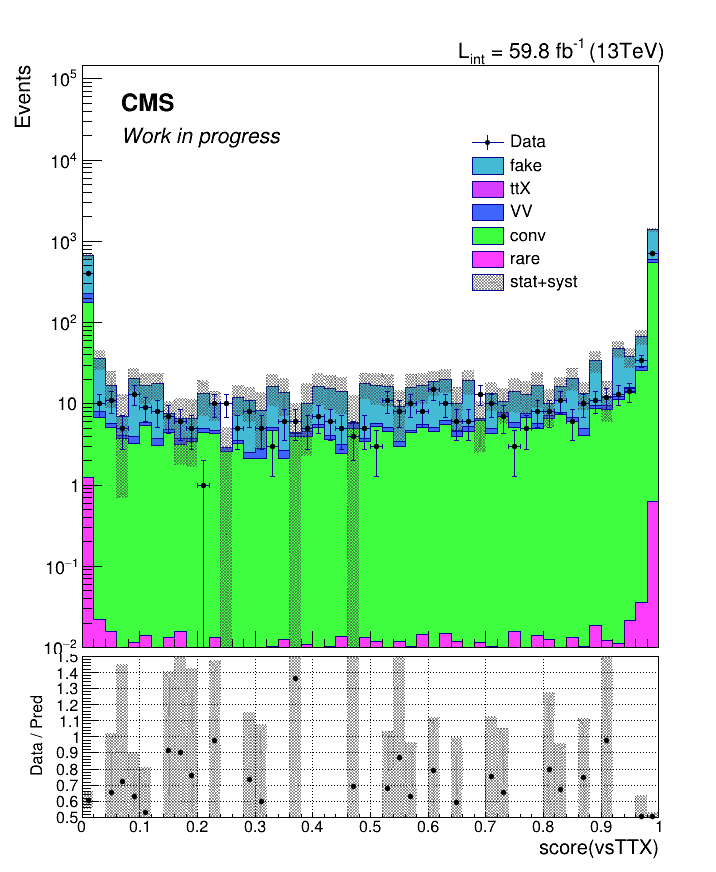 L_int = 59.8 fb^-1 (13TeV)
Events
CMS
Work in progress
Data
fake
ttX
VV
conv
rare
stat+syst
10^5
10^4
10^3
10^2
10
1
10^−1
10^−2
Data / Pred
1.5
1.4
1.3
1.2
1.1
1
0.9
0.8
0.7
0.6
0.5
0 0.1 0.2 0.3 0.4 0.5 0.6 0.7 0.8 0.9 1
score(vsTTX)